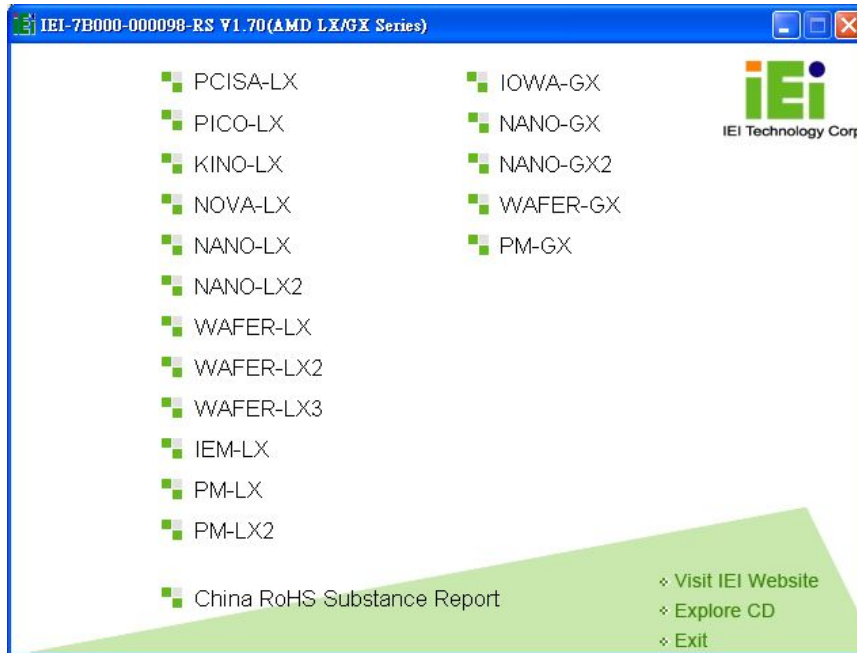 IEI-7B000-000098-RS V1.70(AMD LX/GX Series)
iEi
IEI Technology Corp
PCISA-LX
PICO-LX
KINO-LX
NOVA-LX
NANO-LX
NANO-LX2
WAFER-LX
WAFER-LX2
WAFER-LX3
IEM-LX
PM-LX
PM-LX2
IOWA-GX
NANO-GX
NANO-GX2
WAFER-GX
PM-GX
China RoHS Substance Report
Visit IEI Website
Explore CD
Exit